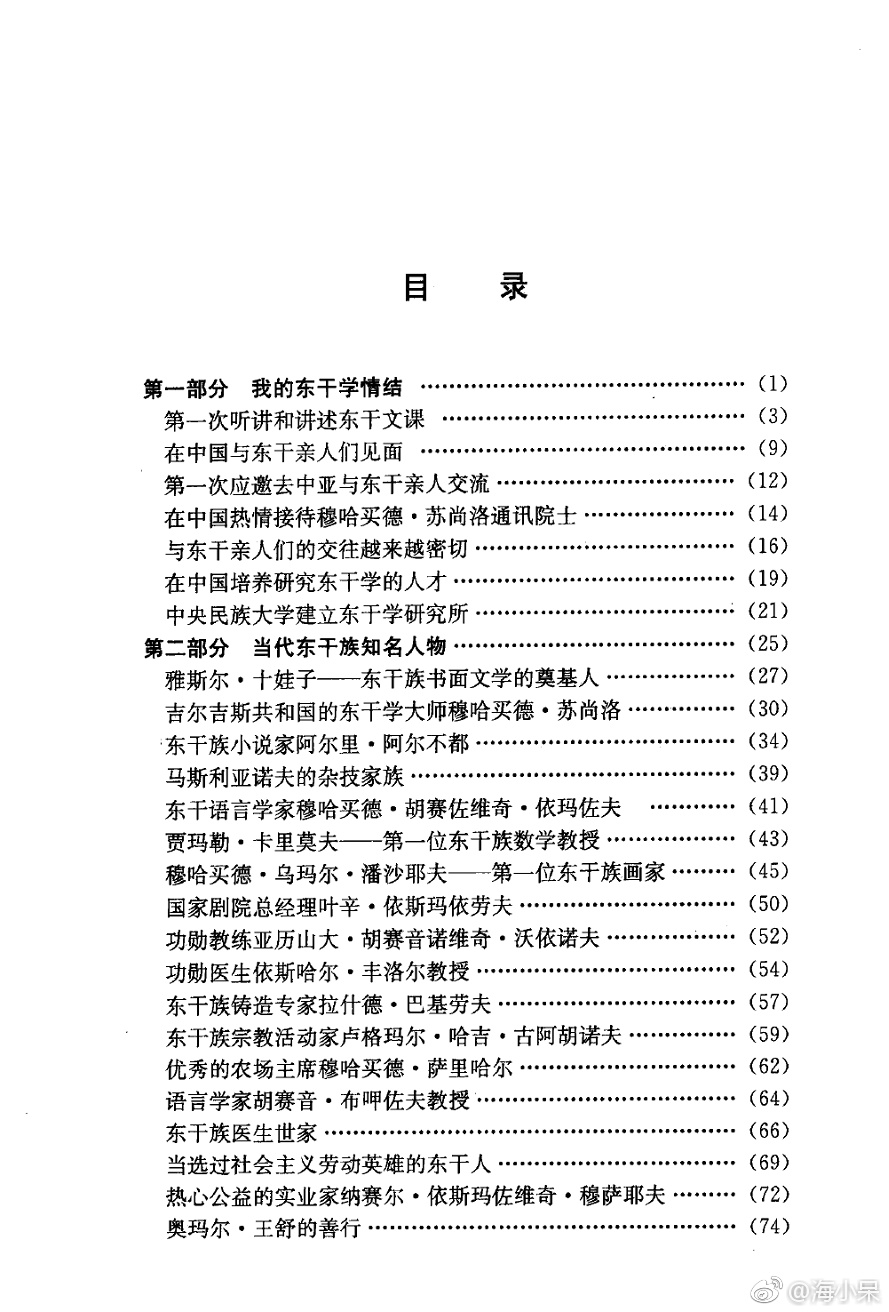 目 录
第一部分 我的东干学情结 ………………………………………（1）
第一次听讲和讲述东干文课 ……………………………………（3）
在中国与东干亲人们见面 ………………………………………（9）
第一次应邀去中亚与东干亲人交流……………………………（12）
在中国热情接待穆哈买德·苏尚洛通讯院士…………………（14）
与东干亲人们的交往越来越密切………………………………（16）
在中国培养研究东干学的人才…………………………………（19）
中央民族大学建立东干学研究所………………………………（21）
第二部分 当代东干族知名人物…………………………………（25）
雅斯尔·十娃子——东干族书面文学的奠基人………………（27）
吉尔吉斯共和国的东干学大师穆哈买德·苏尚洛……………（30）
东干族小说家阿尔里·阿尔不都………………………………（34）
马斯利亚诺夫的杂技家族………………………………………（39）
东干语言学家穆哈买德·胡赛佐维奇·依玛佐夫 …………（41）
贾玛勒·卡里莫夫——第一位东干族数学教授………………（43）
穆哈买德·乌玛尔·潘沙耶夫——第一位东干族画家………（45）
国家剧院总经理叶辛·依斯玛依劳夫…………………………（50）
功勋教练亚历山大·胡赛音诺维奇·沃依诺夫………………（52）
功勋医生依斯哈尔·丰洛尔教授………………………………（54）
东干族铸造专家拉什德·巴基劳夫……………………………（57）
东干族宗教活动家卢格玛尔·哈吉·古阿胡诺夫……………（59）
优秀的农场主席穆哈买德·萨里哈尔…………………………（62）
语言学家胡赛音·布呷佐夫教授………………………………（64）
东干族医生世家…………………………………………………（66）
当选过社会主义劳动英雄的东干人……………………………（69）
热心公益的实业家纳赛尔·依斯玛佐维奇·穆萨耶夫………（72）
奥玛尔·王舒的善行……………………………………………（74）
@海小呆